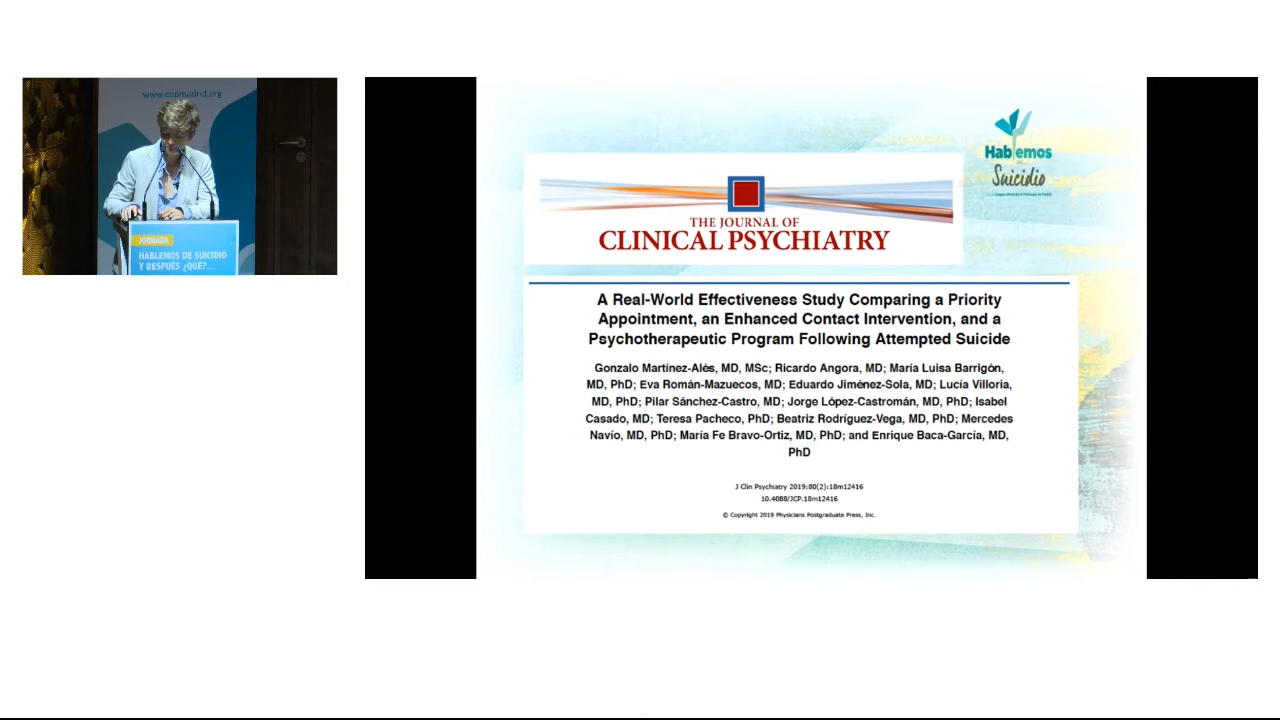 www.copmadrid.org
JORNADA
HABLEMOS DE SUICIDIO
Y DESPUÉS ¿QUÉ?...
Hablemos
de
Suicidio
THE JOURNAL OF
CLINICAL PSYCHIATRY
A Real-World Effectiveness Study Comparing a Priority
Appointment, an Enhanced Contact Intervention, and a
Psychotherapeutic Program Following Attempted Suicide
Gonzalo Martínez-Alés, MD, MSc; Ricardo Angora, MD; María Luisa Barrigón,
MD, PhD; Eva Román-Mazuecos, MD; Eduardo Jiménez-Sola, MD; Lucía Villoria,
MD, PhD; Pilar Sánchez-Castro, MD; Jorge López-Castromán, MD, PhD; Isabel
Casado, MD; Teresa Pacheco, PhD; Beatriz Rodríguez-Vega, MD, PhD; Mercedes
Navío, MD, PhD; María Fe Bravo-Ortiz, MD, PhD; and Enrique Baca-García, MD,
PhD
J Clin Psychiatry 2019;80(2):18m12416
10.4088/JCP.18m12416
© Copyright 2019 Physicians Postgraduate Press, Inc.